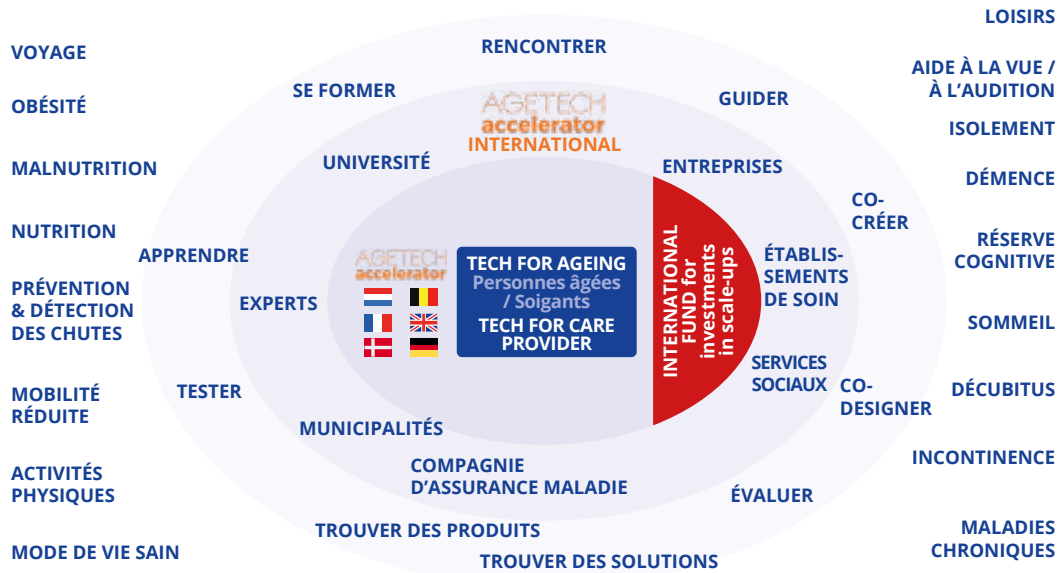 VOYAGE
OBÉSITÉ
MALNUTRITION
NUTRITION
PRÉVENTION
& DÉTECTION
DES CHUTES
MOBILITÉ
RÉDUITE
ACTIVITÉS
PHYSIQUES
MODE DE VIE SAIN
RENCONTRER
SE FORMER
GUIDER
APPRENDRE
CO-
CRÉER
TESTER
CO-
DESIGNER
ÉVALUER
TROUVER DES PRODUITS
TROUVER DES SOLUTIONS
AGETECH
accelerator
INTERNATIONAL
UNIVERSITÉ
ENTREPRISES
EXPERTS
ÉTABLIS-
SEMENTS
DE SOIN
SERVICES
SOCIAUX
MUNICIPALITÉS
COMPAGNIE
D'ASSURANCE MALADIE
AGETECH
accelerator
TECH FOR AGEING
Personnes âgées
/ Soigants
TECH FOR CARE
PROVIDER
INTERNATIONAL
FUND for
investments
in scale-ups
LOISIRS
AIDE À LA VUE /
À L'AUDITION
ISOLEMENT
DÉMENCE
RÉSERVE
COGNITIVE
SOMMEIL
DÉCUBITUS
INCONTINENCE
MALADIES
CHRONIQUES